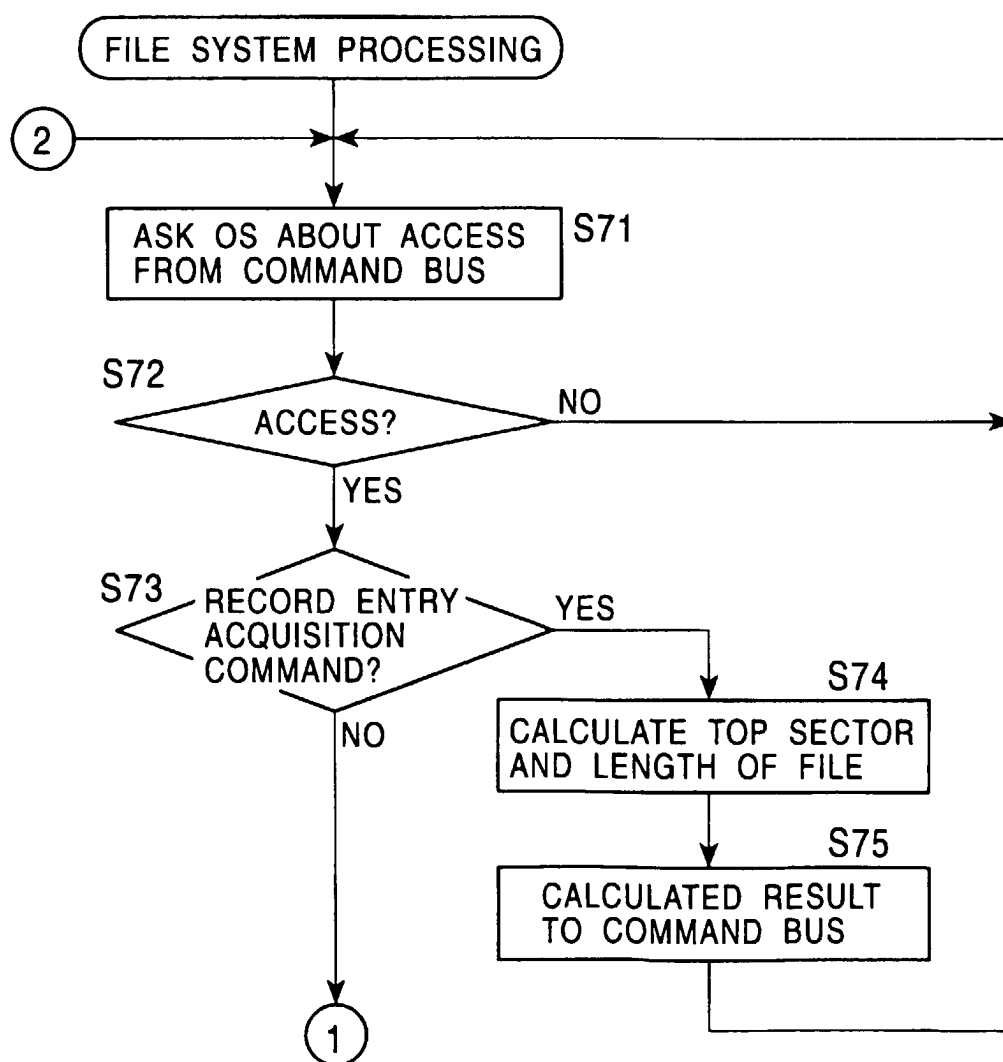 FILE SYSTEM PROCESSING
2
ASK OS ABOUT ACCESS
FROM COMMAND BUS
S71
S72
ACCESS?
NO
YES
S73
RECORD ENTRY
ACQUISITION
COMMAND?
YES
NO
S74
CALCULATE TOP SECTOR
AND LENGTH OF FILE
S75
CALCULATED RESULT
TO COMMAND BUS
1